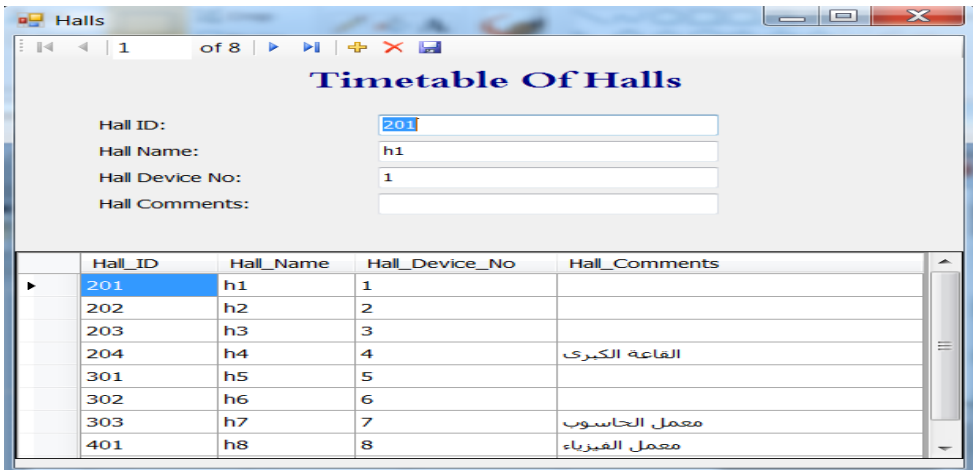 Halls
1 of 8
Timetable Of Halls
Hall ID: 201
Hall Name: h1
Hall Device No: 1
Hall Comments:
Hall_ID Hall_Name Hall_Device_No Hall_Comments
201 h1 1
202 h2 2
203 h3 3
204 h4 4 القاعة الكبرى
301 h5 5
302 h6 6
303 h7 7 معمل الحاسوب
401 h8 8 معمل الفيزياء